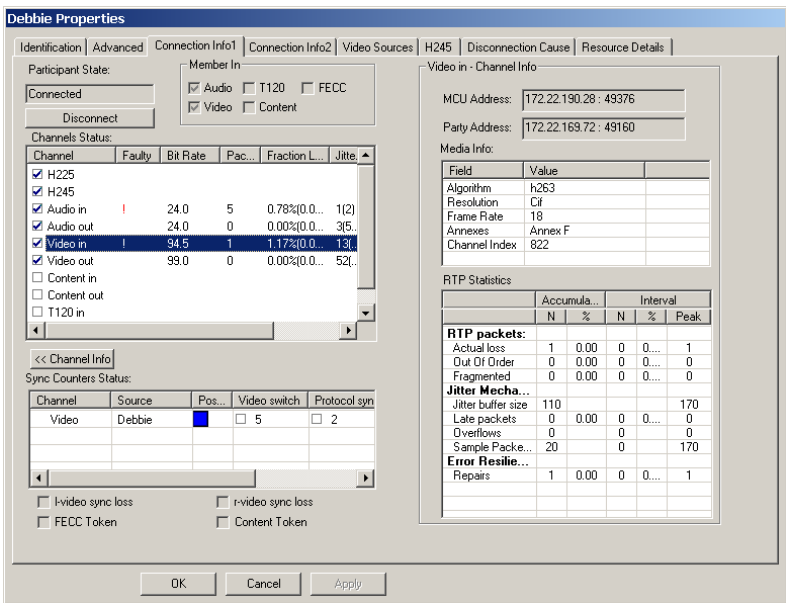 Debbie Properties
Identification Advanced Connection Info1 Connection Info2 Video Sources H245 Disconnection Cause Resource Details
Participant State:
Connected
Disconnect
Member In
Audio T120 FECC
Video Content
Channels Status:
Channel Faulty Bit Rate Pac... Fraction L... Jitte.
H225
H245
Audio in ! 24.0 5 0.78%(0.0... 1(2)
Audio out 24.0 0 0.00%(0.0... 3(5..
Video in ! 94.5 1 1.17%(0.0... 13(..
Video out 99.0 0 0.00%(0.0... 52(..
Content in
Content out
T120 in
<< Channel Info
Sync Counters Status:
Channel Source Pos... Video switch Protocol syn
Video Debbie 5 2
l-video sync loss r-video sync loss
FECC Token Content Token
Video in - Channel Info
MCU Address: 172.22.190.28 : 49376
Party Address: 172.22.169.72 : 49160
Media Info:
Field Value
Algorithm h263
Resolution Cif
Frame Rate 18
Annexes Annex F
Channel Index 822
RTP Statistics
Accumula... Interval
N % N % Peak
RTP packets:
Actual loss 1 0.00 0 0.... 1
Out Of Order 0 0.00 0 0.... 0
Fragmented 0 0.00 0 0.... 0
Jitter Mecha...
Jitter buffer size 110 170
Late packets 0 0.00 0 0.... 0
Overflows 0 0 0
Sample Packe... 20 0 170
Error Resilie...
Repairs 1 0.00 0 0.... 1
OK Cancel Apply